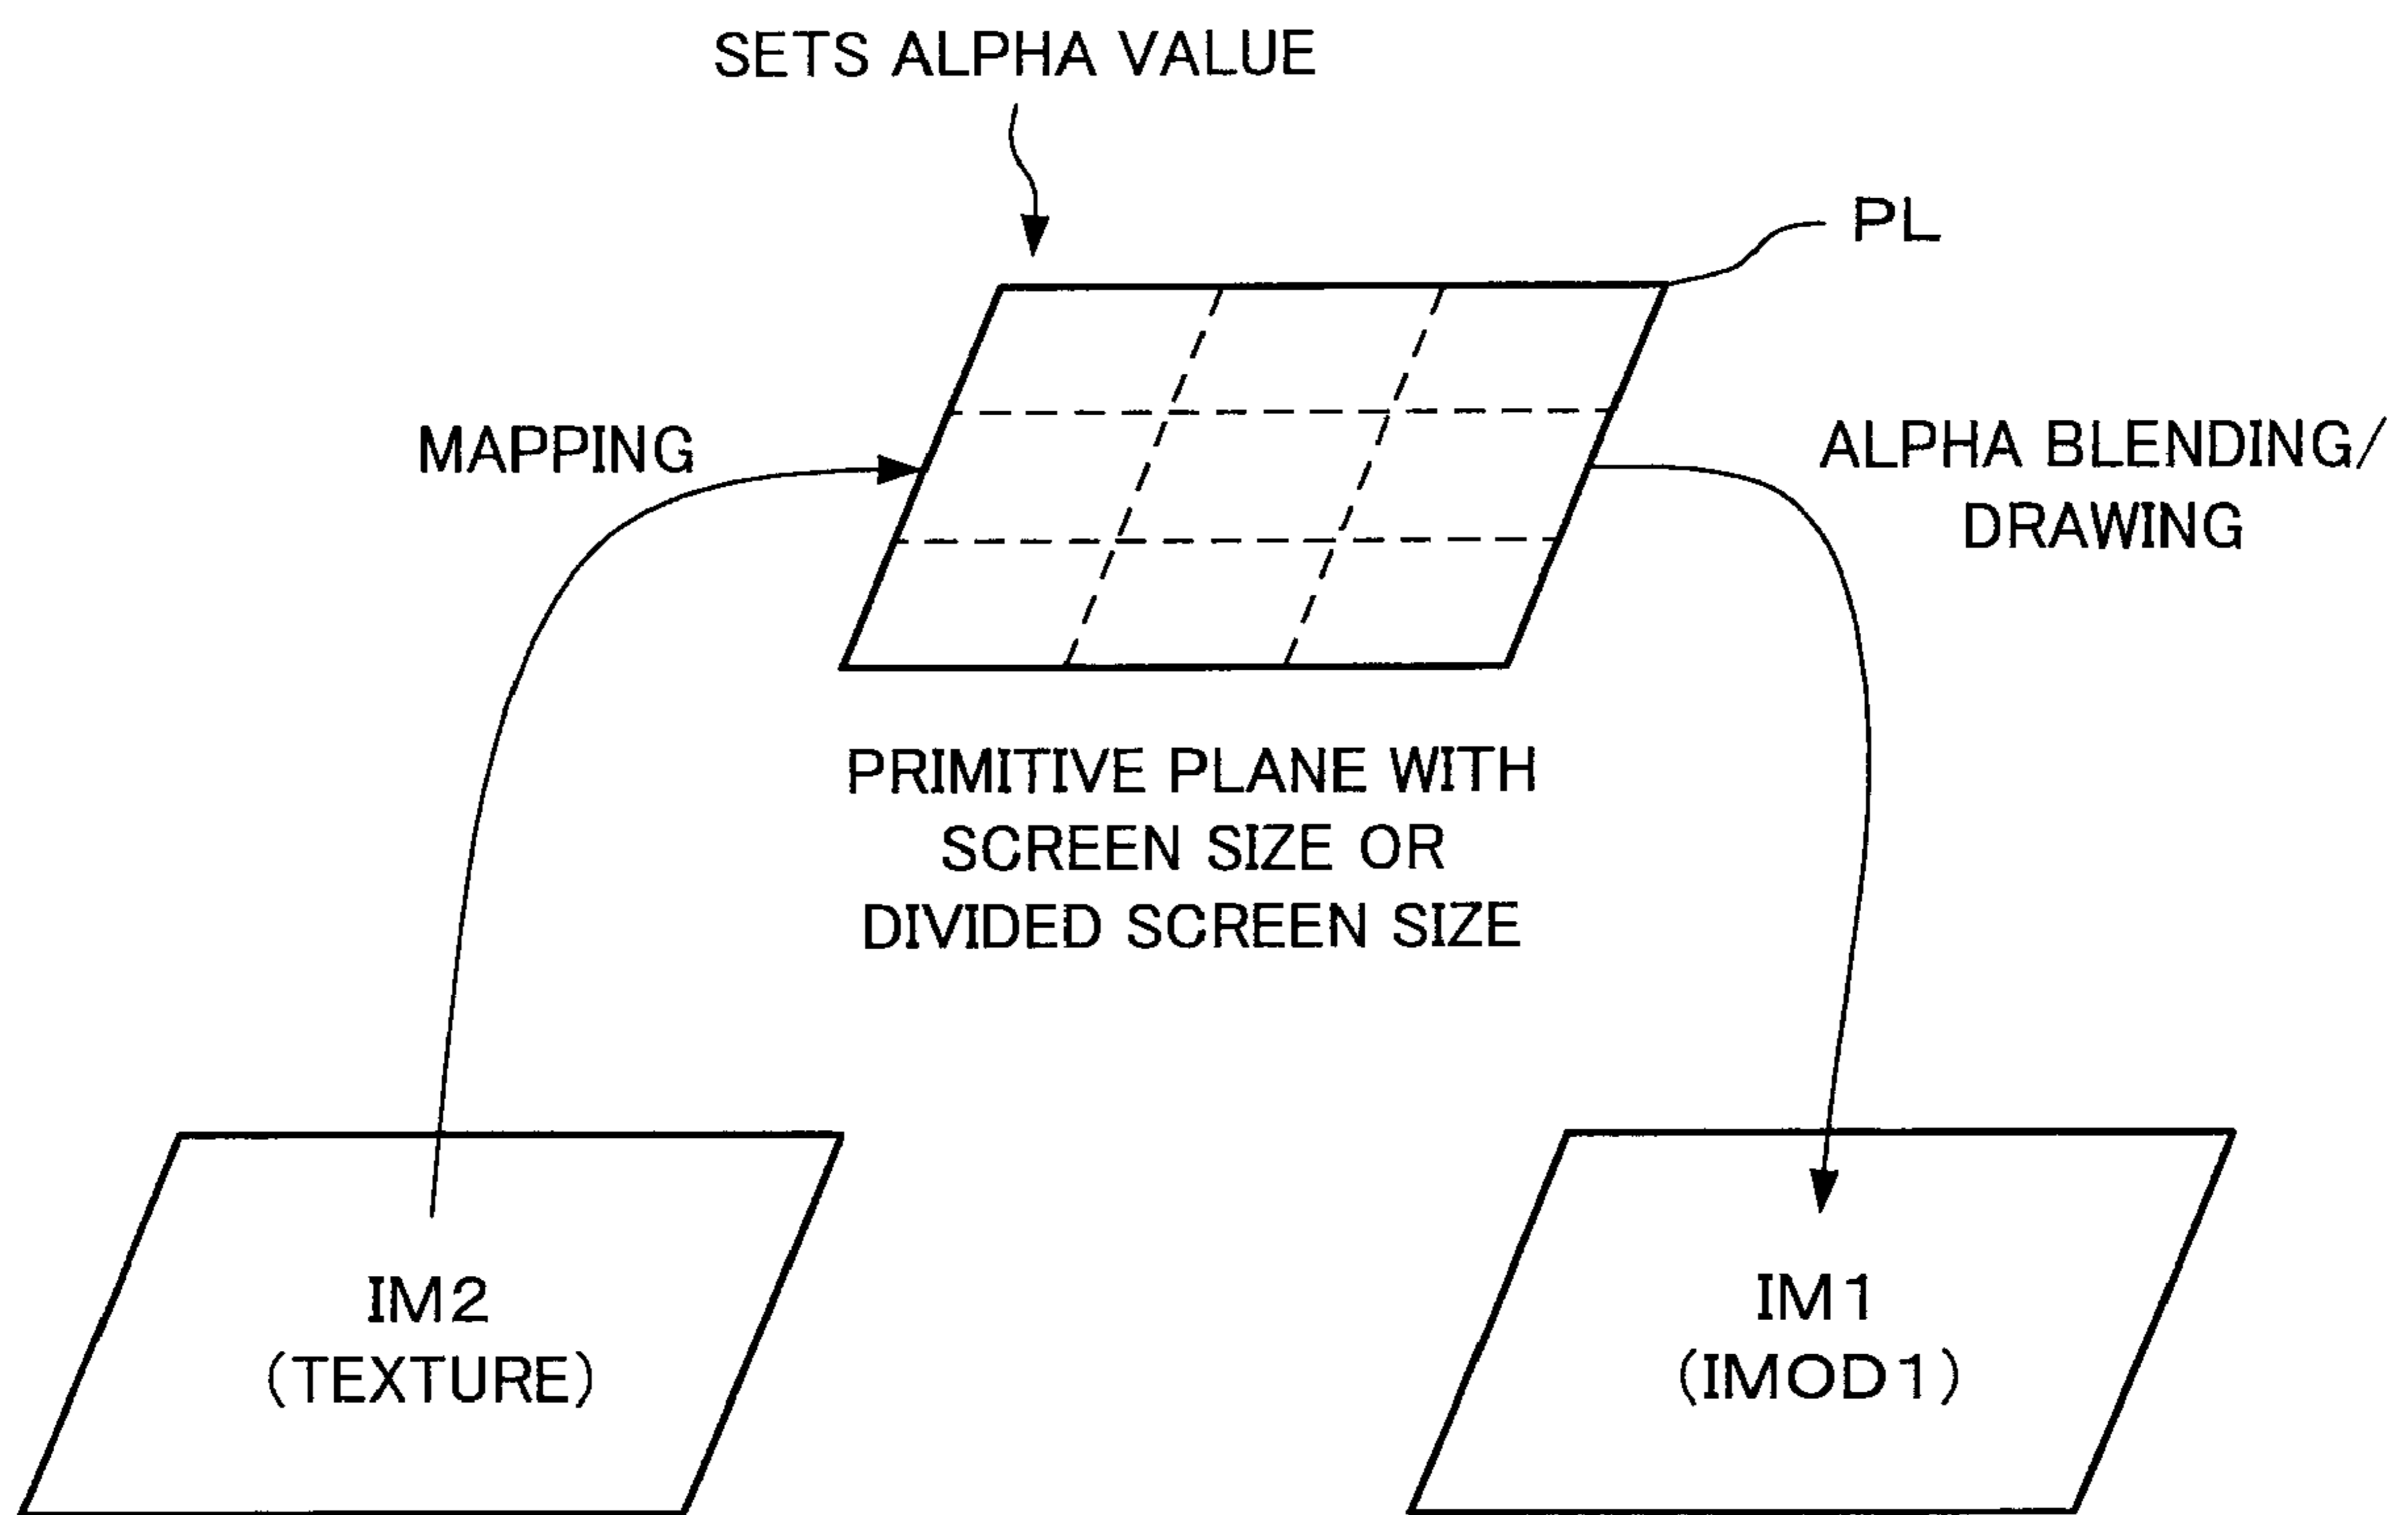 SETS ALPHA VALUE
PL
MAPPING
ALPHA BLENDING/
DRAWING
PRIMITIVE PLANE WITH
SCREEN SIZE OR
DIVIDED SCREEN SIZE
IM2
(TEXTURE)
IM1
(IMOD1)